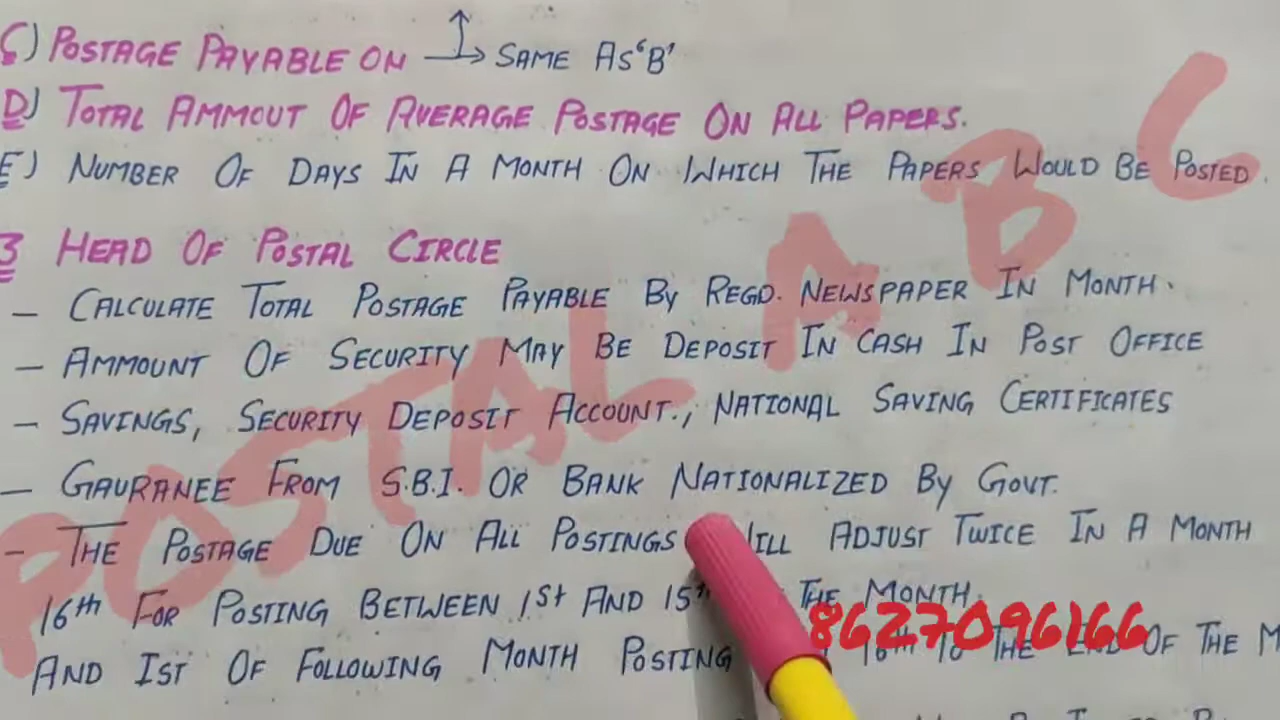 C) POSTAGE PAYABLE ON → SAME AS 'B'
D) TOTAL AMMOUT OF AVERAGE POSTAGE ON ALL PAPERS.
E) NUMBER OF DAYS IN A MONTH ON WHICH THE PAPERS WOULD BE POSTED.
3 HEAD OF POSTAL CIRCLE
— CALCULATE TOTAL POSTAGE PAYABLE BY REGD. NEWSPAPER IN MONTH.
— AMMOUNT OF SECURITY MAY BE DEPOSIT IN CASH IN POST OFFICE
— SAVINGS, SECURITY DEPOSIT ACCOUNT., NATIONAL SAVING CERTIFICATES
— GAURANEE FROM S.B.I. OR BANK NATIONALIZED BY GOVT.
- THE POSTAGE DUE ON ALL POSTINGS ILL ADJUST TWICE IN A MONTH
16th FOR POSTING BETWEEN 1St AND 15th THE MONTH.
AND ISt OF FOLLOWING MONTH POSTING 16th TO THE END OF THE M
POSTAL A B C
8627096166